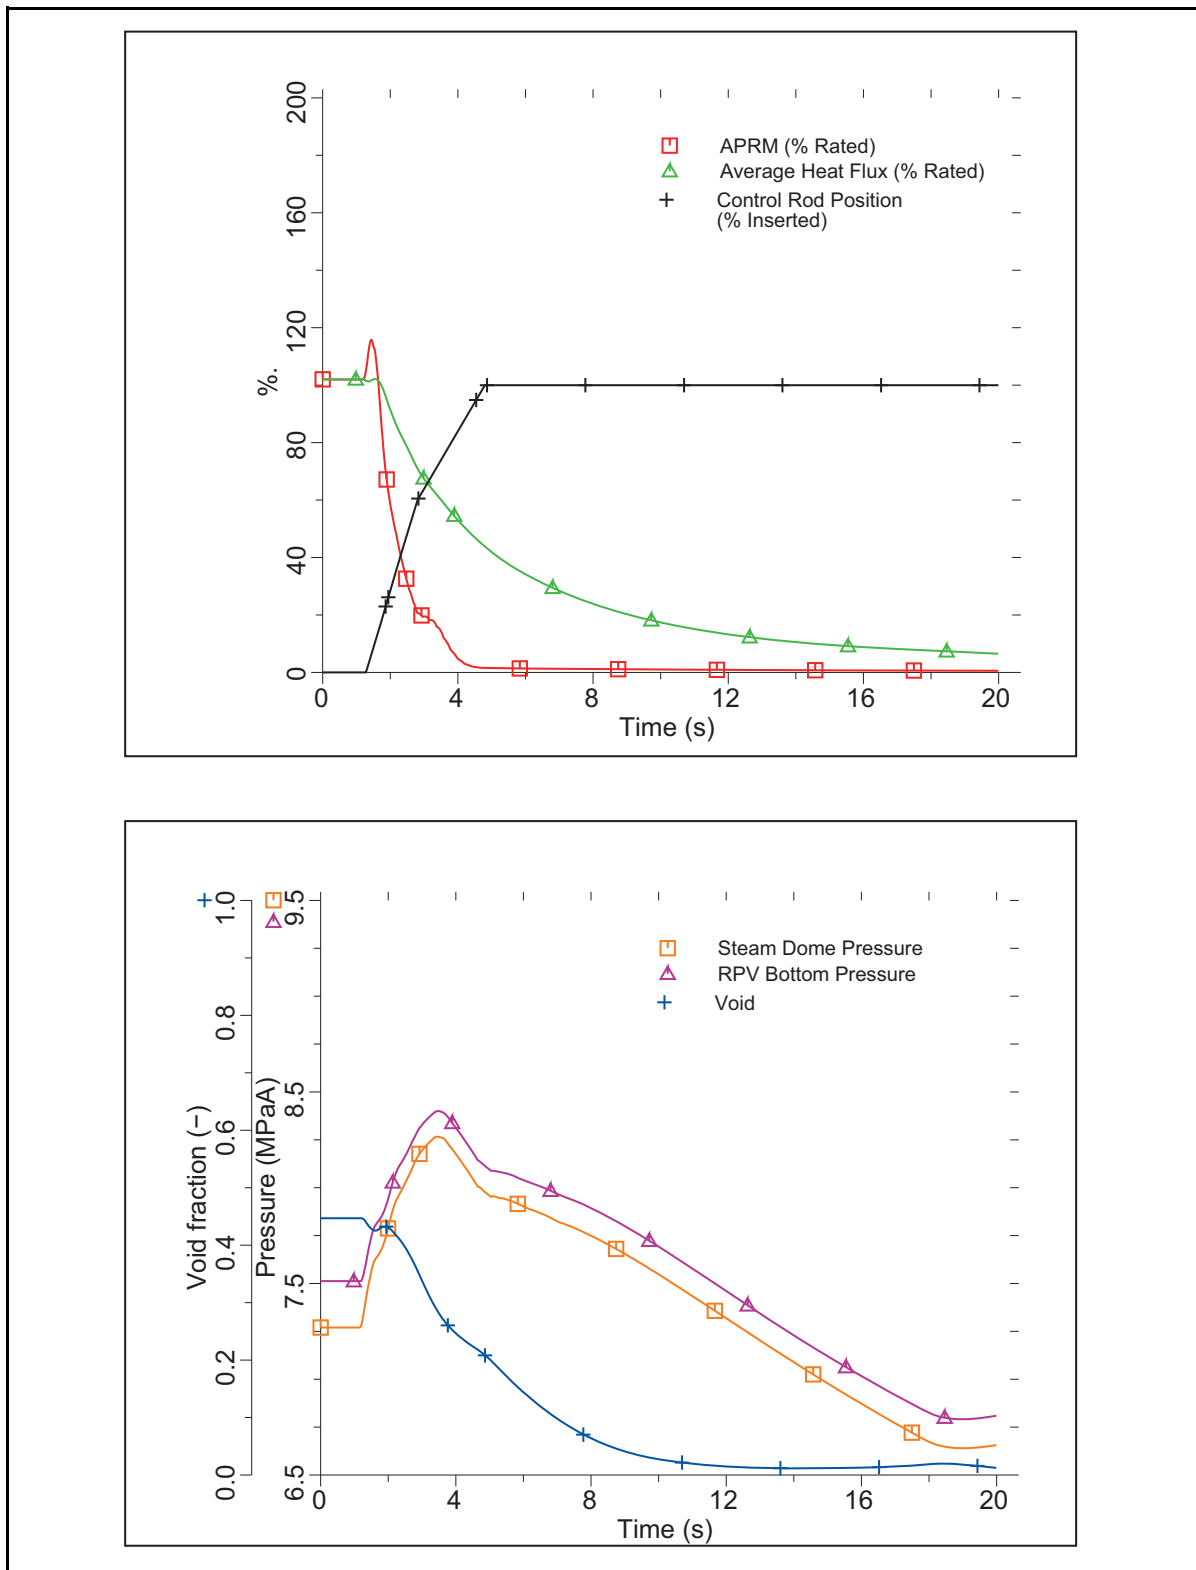 200
160
120
80
40
0
%.
APRM (% Rated)
Average Heat Flux (% Rated)
Control Rod Position
(% Inserted)
0 4 8 12 16 20
Time (s)
1.0
0.8
0.6
0.4
0.2
0.0
Void fraction (−)
9.5
8.5
7.5
6.5
Pressure (MPaA)
Steam Dome Pressure
RPV Bottom Pressure
Void
0 4 8 12 16 20
Time (s)